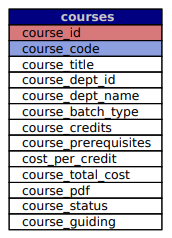 courses
course_id
course_code
course_title
course_dept_id
course_dept_name
course_batch_type
course_credits
course_prerequisites
cost_per_credit
course_total_cost
course_pdf
course_status
course_guiding